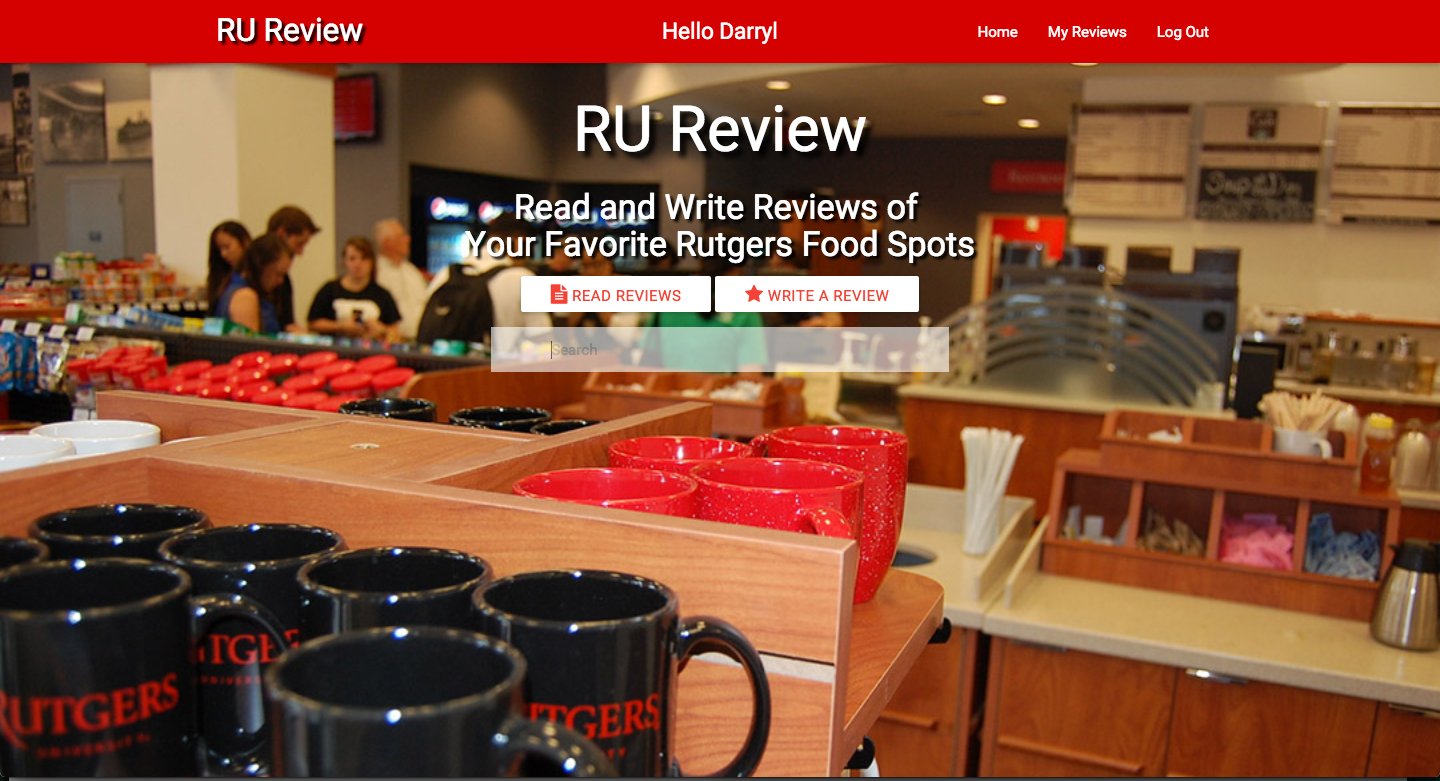 RU Review
Hello Darryl
Home My Reviews Log Out
RU Review
Read and Write Reviews of
Your Favorite Rutgers Food Spots
READ REVIEWS WRITE A REVIEW
Search
RUTGERS
RUTGERS